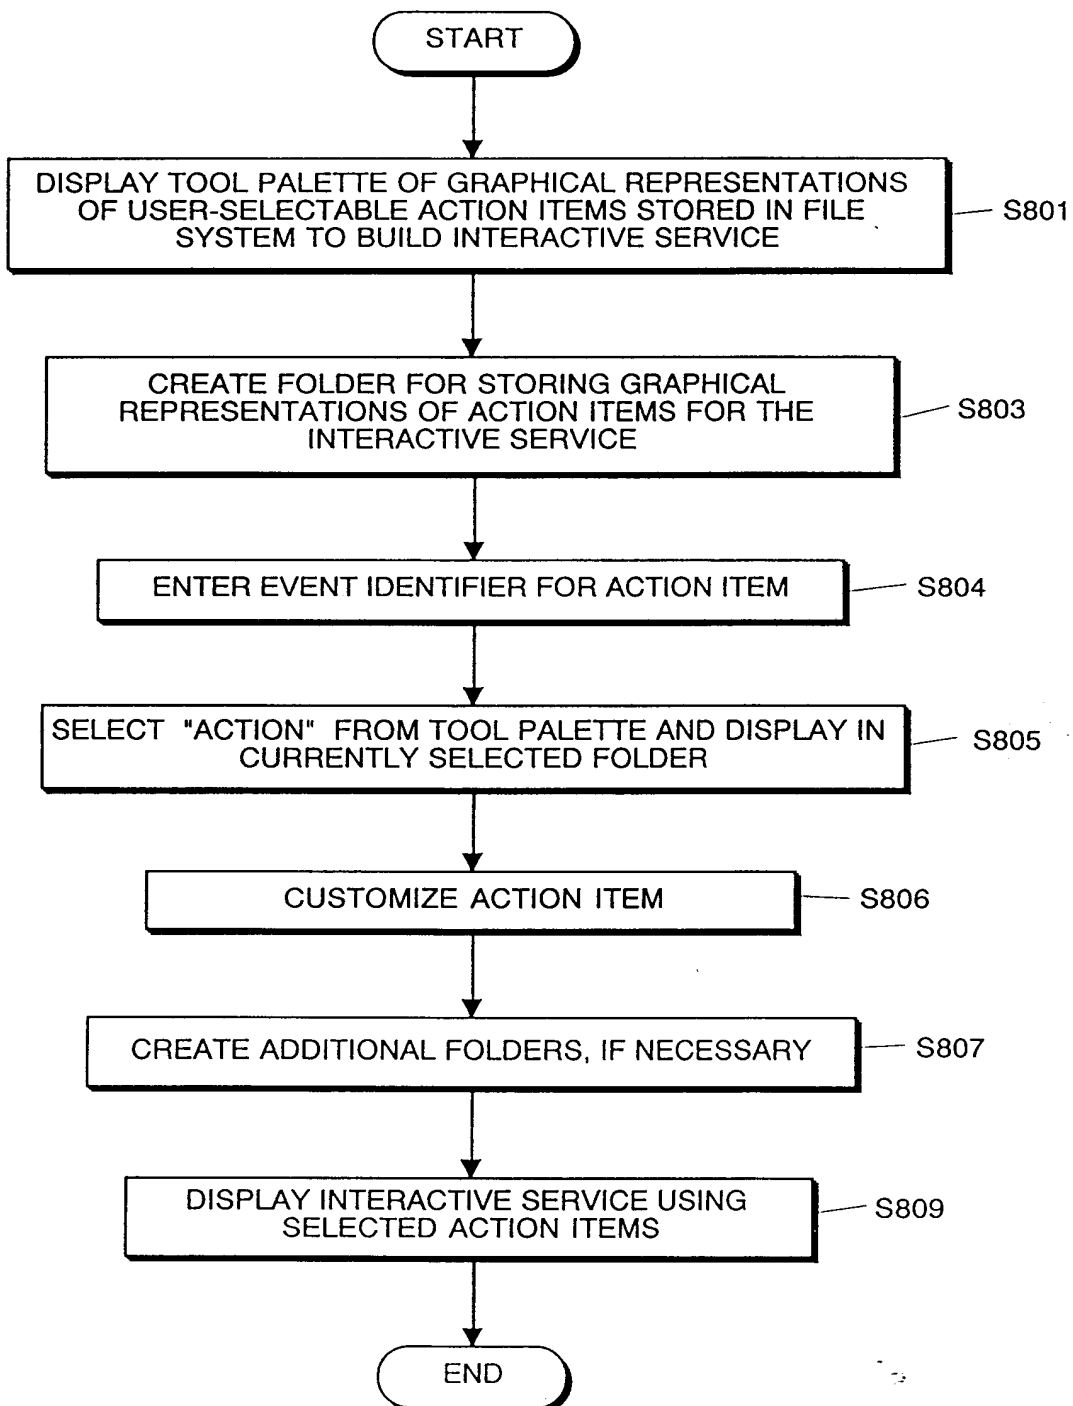 START
DISPLAY TOOL PALETTE OF GRAPHICAL REPRESENTATIONS
OF USER-SELECTABLE ACTION ITEMS STORED IN FILE
SYSTEM TO BUILD INTERACTIVE SERVICE
S801
CREATE FOLDER FOR STORING GRAPHICAL
REPRESENTATIONS OF ACTION ITEMS FOR THE
INTERACTIVE SERVICE
S803
ENTER EVENT IDENTIFIER FOR ACTION ITEM
S804
SELECT "ACTION" FROM TOOL PALETTE AND DISPLAY IN
CURRENTLY SELECTED FOLDER
S805
CUSTOMIZE ACTION ITEM
S806
CREATE ADDITIONAL FOLDERS, IF NECESSARY
S807
DISPLAY INTERACTIVE SERVICE USING
SELECTED ACTION ITEMS
S809
END